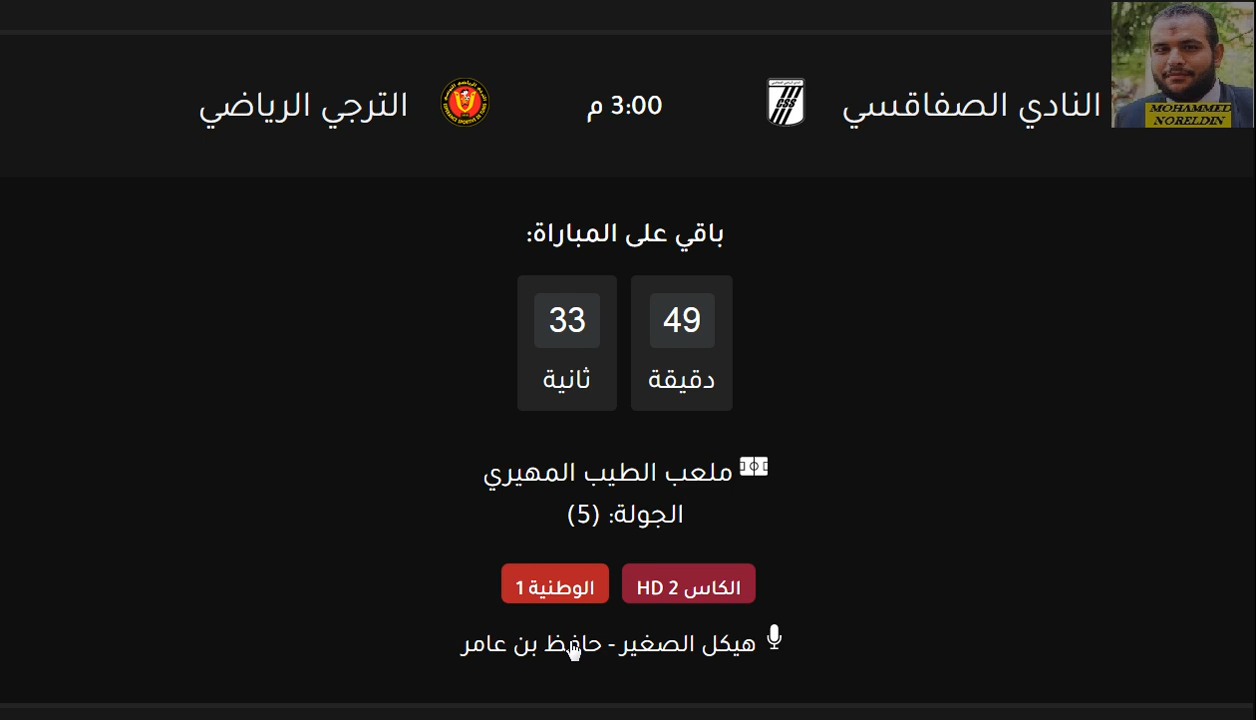 النادي الصفاقسي
CSS
3:00 م
الترجي الرياضي
MOHAMMED
NORELDIN
باقي على المباراة:
49
دقيقة
33
ثانية
ملعب الطيب المهيري
الجولة: (5)
الكاس HD 2
الوطنية 1
هيكل الصغير - حافظ بن عامر